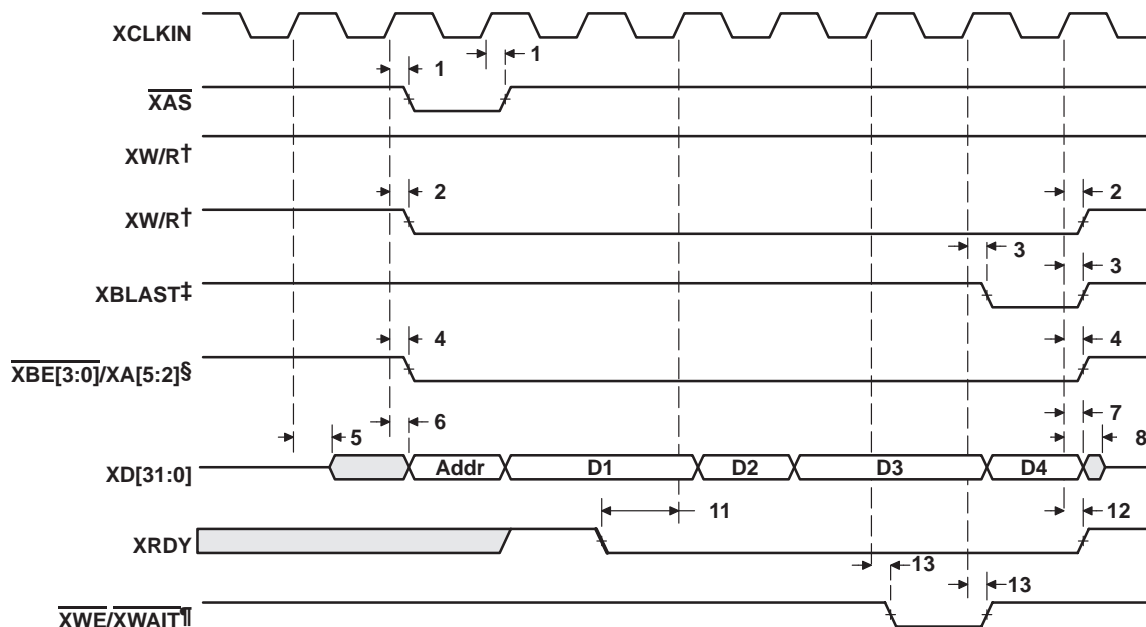 XCLKIN
1
1
XAS
XW/R†
2
2
XW/R†
3
3
XBLAST‡
4
4
XBE[3:0]/XA[5:2]§
6
7
5
8
XD[31:0]
Addr
D1
D2
D3
D4
11
12
XRDY
13
13
XWE/XWAIT¶